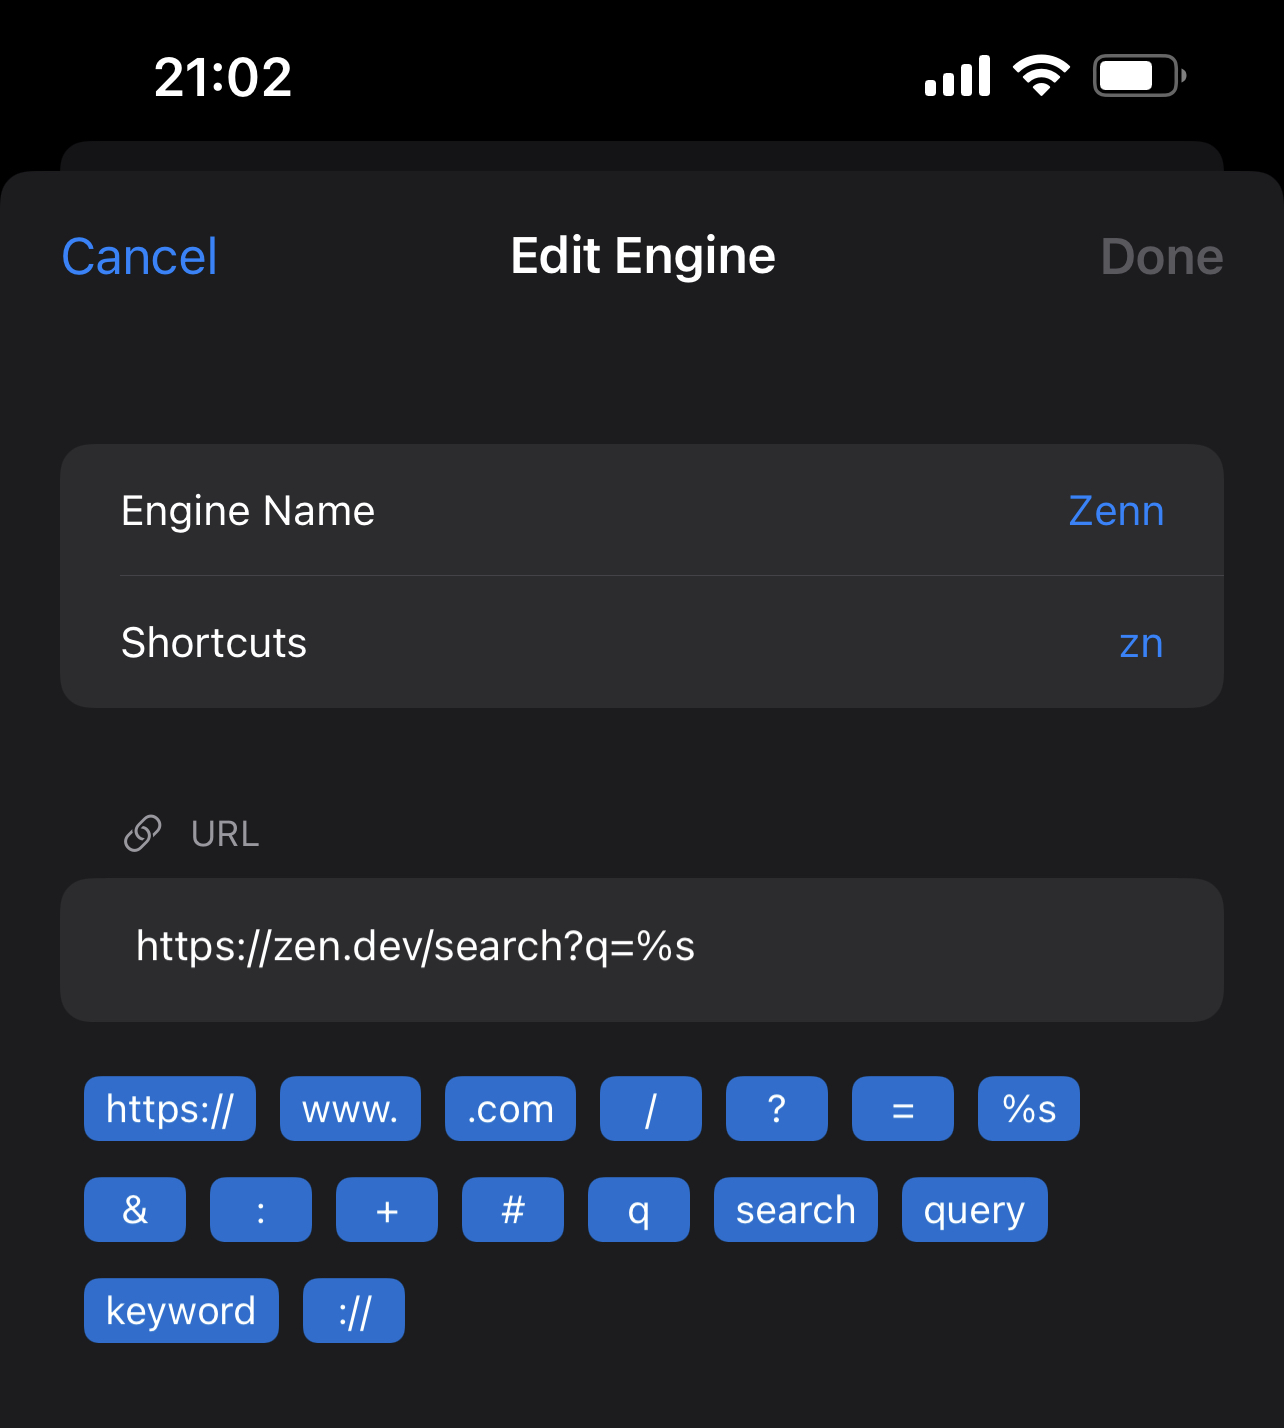 21:02
Cancel Edit Engine Done
Engine Name Zenn
Shortcuts zn
URL
https://zen.dev/search?q=%s
https:// www. .com / ? = %s
& : + # q search query
keyword ://